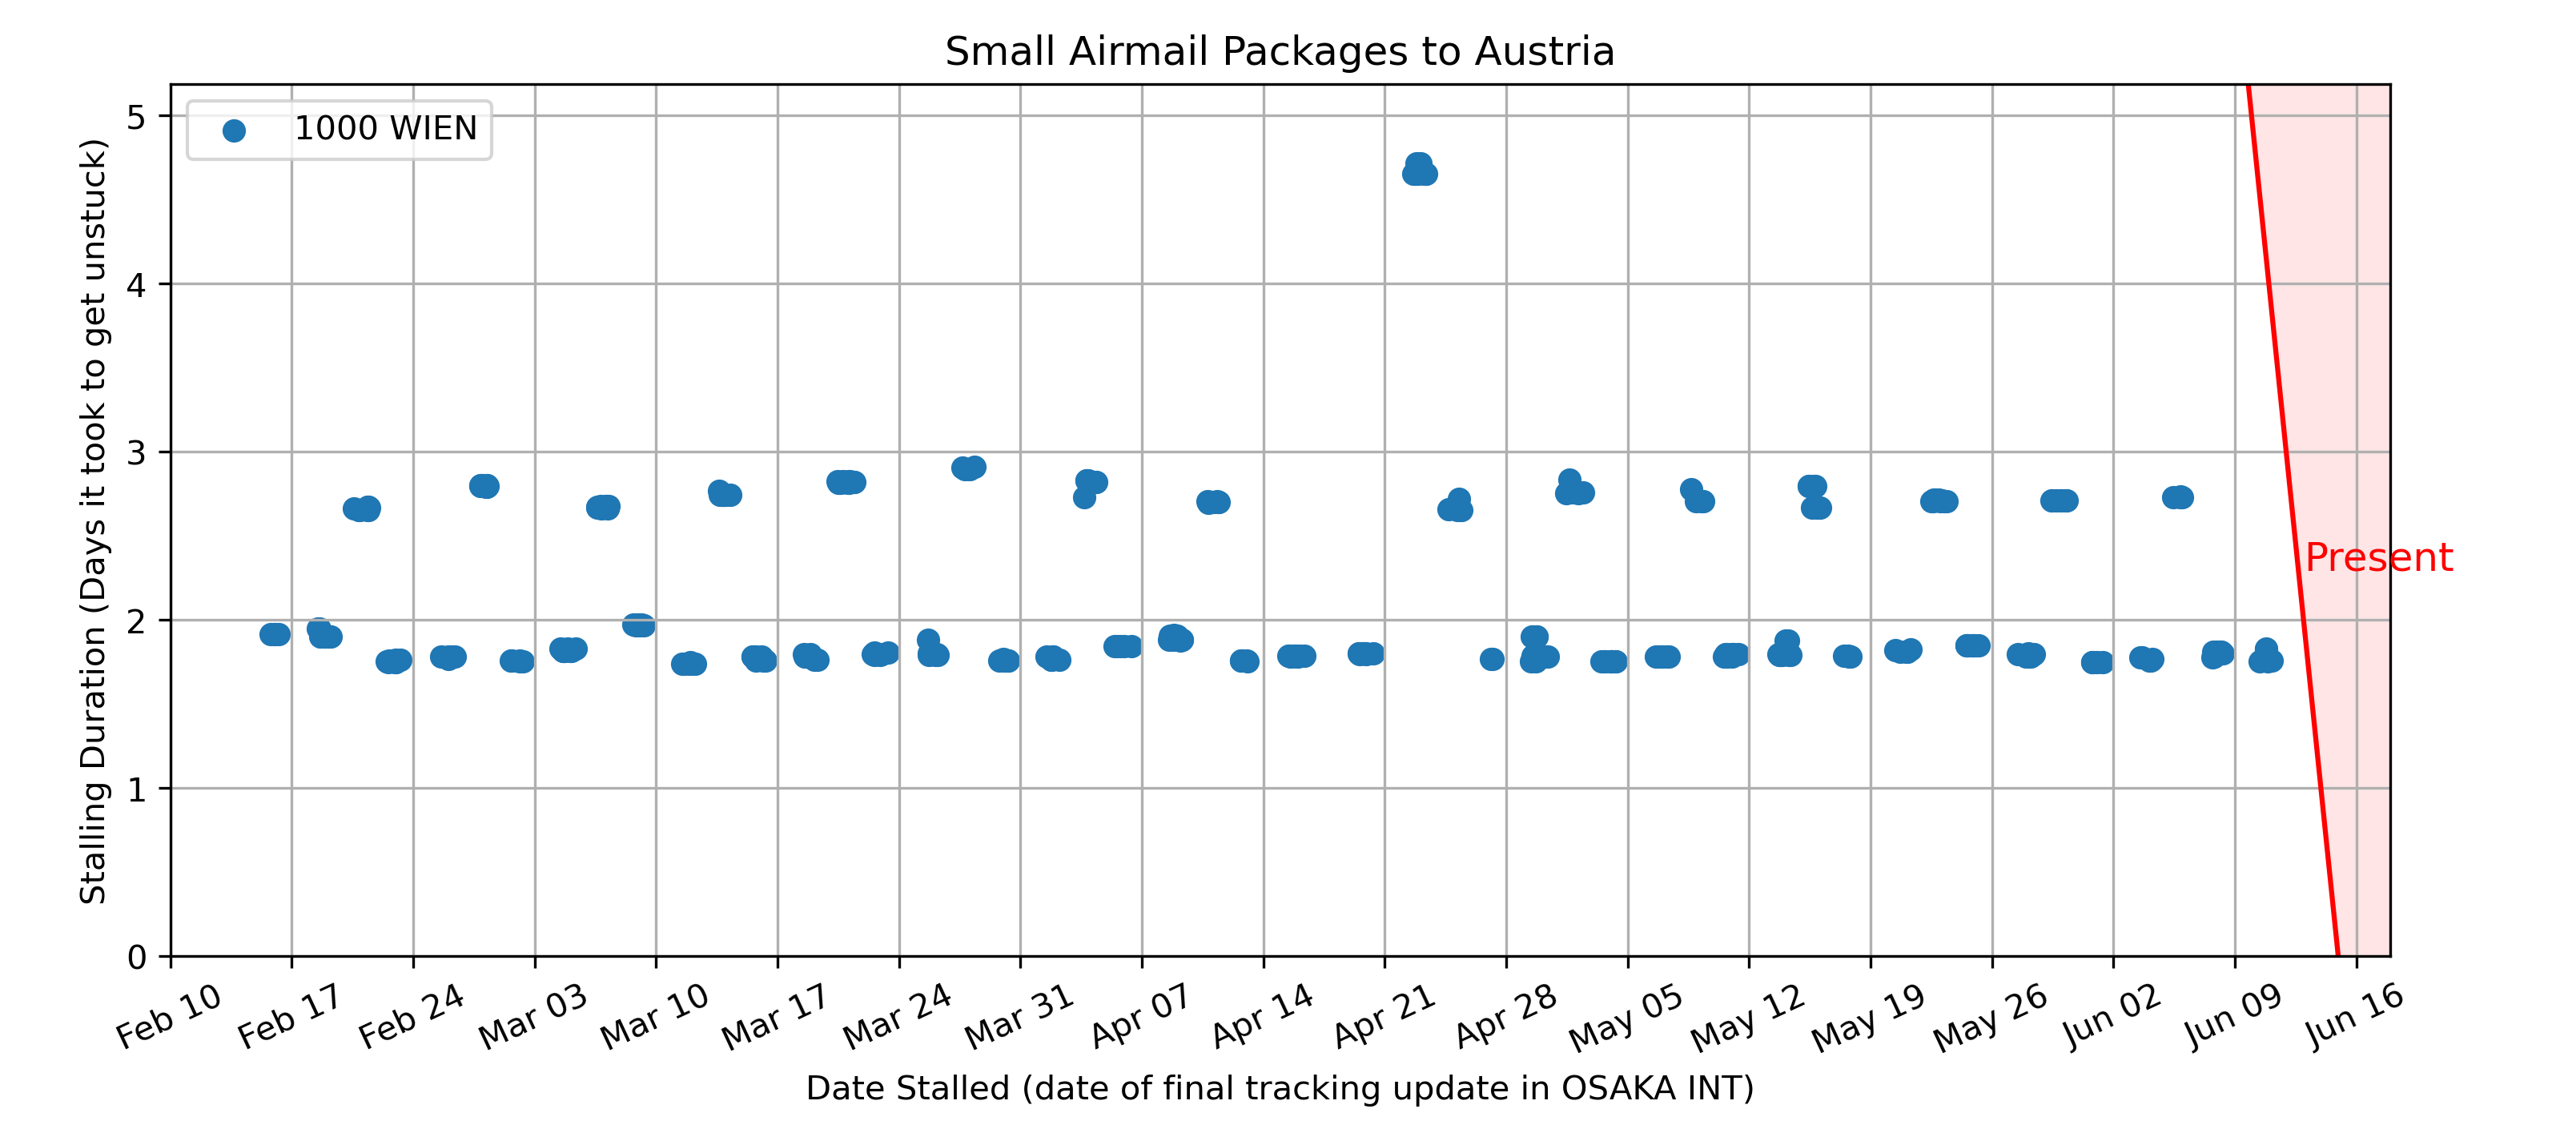 Small Airmail Packages to Austria
1000 WIEN
Stalling Duration (Days it took to get unstuck)
5
4
3
2
1
0
Present
Feb 10
Feb 17
Feb 24
Mar 03
Mar 10
Mar 17
Mar 24
Mar 31
Apr 07
Apr 14
Apr 21
Apr 28
May 05
May 12
May 19
May 26
Jun 02
Jun 09
Jun 16
Date Stalled (date of final tracking update in OSAKA INT)